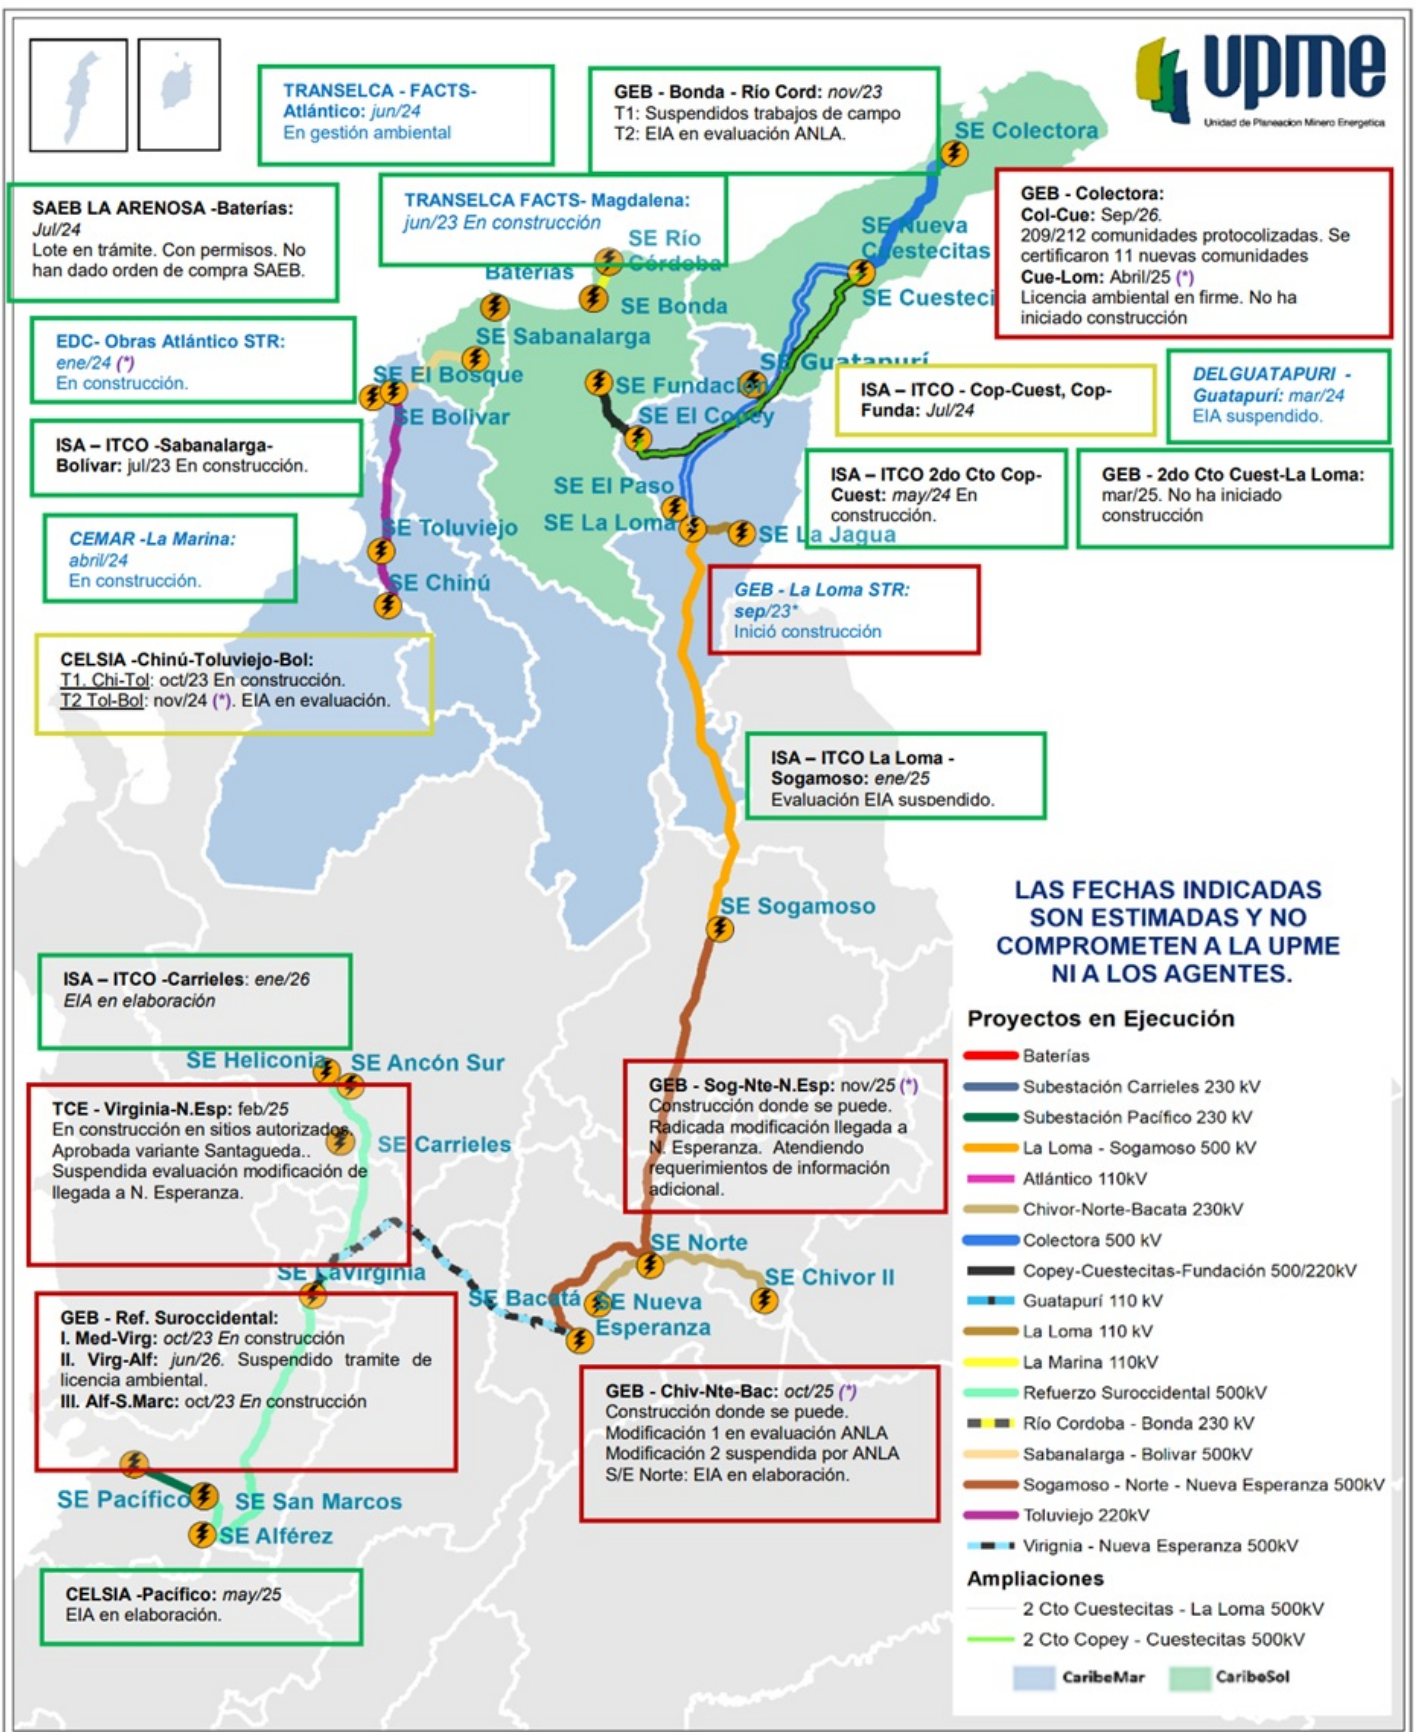 upme
Unidad de Planeacion Minero Energetica
TRANSELCA - FACTS-
Atlántico: jun/24
En gestión ambiental
GEB - Bonda - Río Cord: nov/23
T1: Suspendidos trabajos de campo
T2: EIA en evaluación ANLA.
SE Colectora
SAEB LA ARENOSA -Baterías:
Jul/24
Lote en trámite. Con permisos. No
han dado orden de compra SAEB.
TRANSELCA FACTS- Magdalena:
jun/23 En construcción
GEB - Colectora:
Col-Cue: Sep/26.
209/212 comunidades protocolizadas. Se
certificaron 11 nuevas comunidades
Cue-Lom: Abril/25 (*)
Licencia ambiental en firme. No ha
iniciado construcción
SE Nueva
Cuestecitas
SE Río
Córdoba
Baterías
SE Bonda
SE Cuesteci
EDC- Obras Atlántico STR:
ene/24 (*)
En construcción.
SE Sabanalarga
SE El Bosque
SE Bolivar
SE Fundación
SE Guatapurí
SE El Copey
ISA – ITCO - Cop-Cuest, Cop-
Funda: Jul/24
DELGUATAPURI -
Guatapurí: mar/24
EIA suspendido.
ISA – ITCO -Sabanalarga-
Bolívar: jul/23 En construcción.
ISA – ITCO 2do Cto Cop-
Cuest: may/24 En
construcción.
GEB - 2do Cto Cuest-La Loma:
mar/25. No ha iniciado
construcción
SE El Paso
SE La Loma
SE La Jagua
SE Toluviejo
SE Chinú
CEMAR -La Marina:
abril/24
En construcción.
GEB - La Loma STR:
sep/23*
Inició construcción
CELSIA -Chinú-Toluviejo-Bol:
T1. Chi-Tol: oct/23 En construcción.
T2 Tol-Bol: nov/24 (*). EIA en evaluación.
ISA – ITCO La Loma -
Sogamoso: ene/25
Evaluación EIA suspendido.
SE Sogamoso
LAS FECHAS INDICADAS
SON ESTIMADAS Y NO
COMPROMETEN A LA UPME
NI A LOS AGENTES.
ISA – ITCO -Carrieles: ene/26
EIA en elaboración
SE Heliconia
SE Ancón Sur
SE Carrieles
TCE - Virginia-N.Esp: feb/25
En construcción en sitios autorizados.
Aprobada variante Santagueda..
Suspendida evaluación modificación de
llegada a N. Esperanza.
GEB - Sog-Nte-N.Esp: nov/25 (*)
Construcción donde se puede.
Radicada modificación llegada a
N. Esperanza. Atendiendo
requerimientos de información
adicional.
SE Norte
SE Chivor II
SE Lavirginia
SE Bacatá
SE Nueva
Esperanza
GEB - Ref. Suroccidental:
I. Med-Virg: oct/23 En construcción
II. Virg-Alf: jun/26. Suspendido tramite de
licencia ambiental.
III. Alf-S.Marc: oct/23 En construcción
GEB - Chiv-Nte-Bac: oct/25 (*)
Construcción donde se puede.
Modificación 1 en evaluación ANLA
Modificación 2 suspendida por ANLA
S/E Norte: EIA en elaboración.
SE Pacífico
SE San Marcos
SE Alférez
CELSIA -Pacífico: may/25
EIA en elaboración.
Proyectos en Ejecución
Baterías
Subestación Carrieles 230 kV
Subestación Pacífico 230 kV
La Loma - Sogamoso 500 kV
Atlántico 110kV
Chivor-Norte-Bacata 230kV
Colectora 500 kV
Copey-Cuestecitas-Fundación 500/220kV
Guatapurí 110 kV
La Loma 110 kV
La Marina 110kV
Refuerzo Suroccidental 500kV
Río Cordoba - Bonda 230 kV
Sabanalarga - Bolivar 500kV
Sogamoso - Norte - Nueva Esperanza 500kV
Toluviejo 220kV
Virignia - Nueva Esperanza 500kV
Ampliaciones
2 Cto Cuestecitas - La Loma 500kV
2 Cto Copey - Cuestecitas 500kV
CaribeMar
CaribeSol